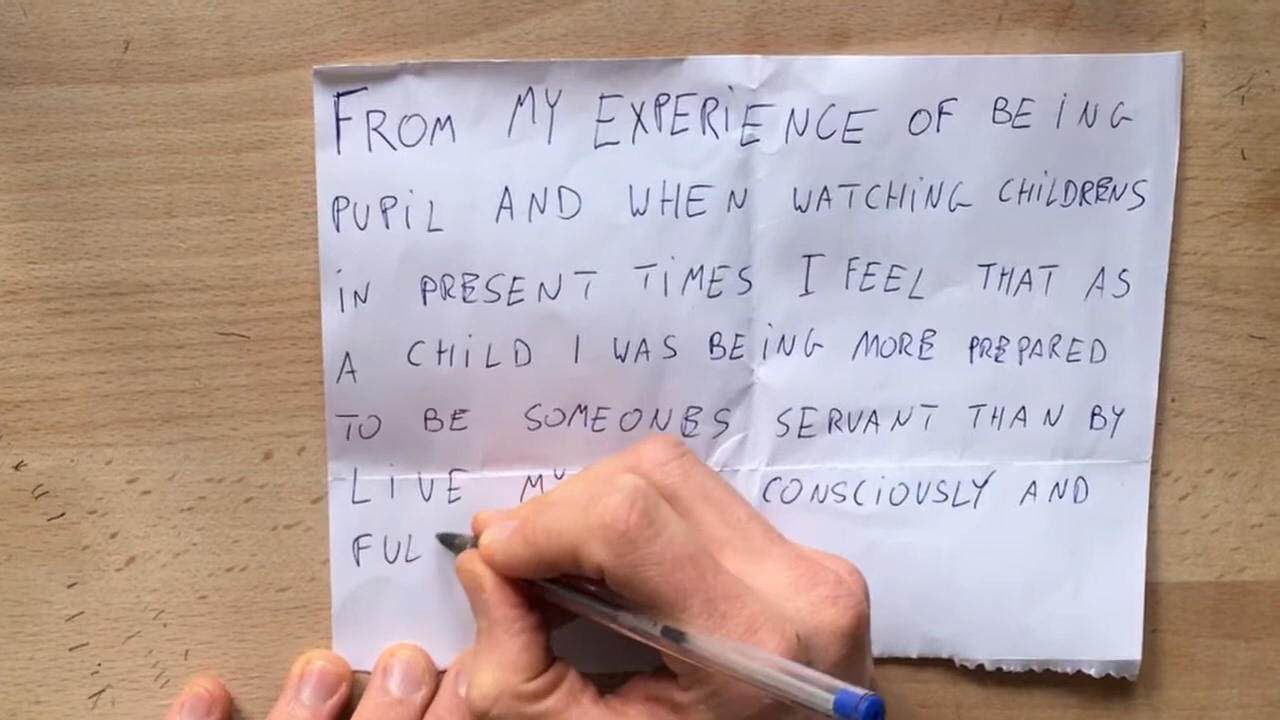 FROM MY EXPERiENCE OF BEiNG
PUPiL AND WHEN WATCHiNG CHiLDRENS
iN PRESENT TiMES I FEEL THAT AS
A CHiLD I WAS BEiNG MORE PREPARED
TO BE SOMEONES SERVANT THAN BY
LiVE CONSCiOUSLY AND
FUL